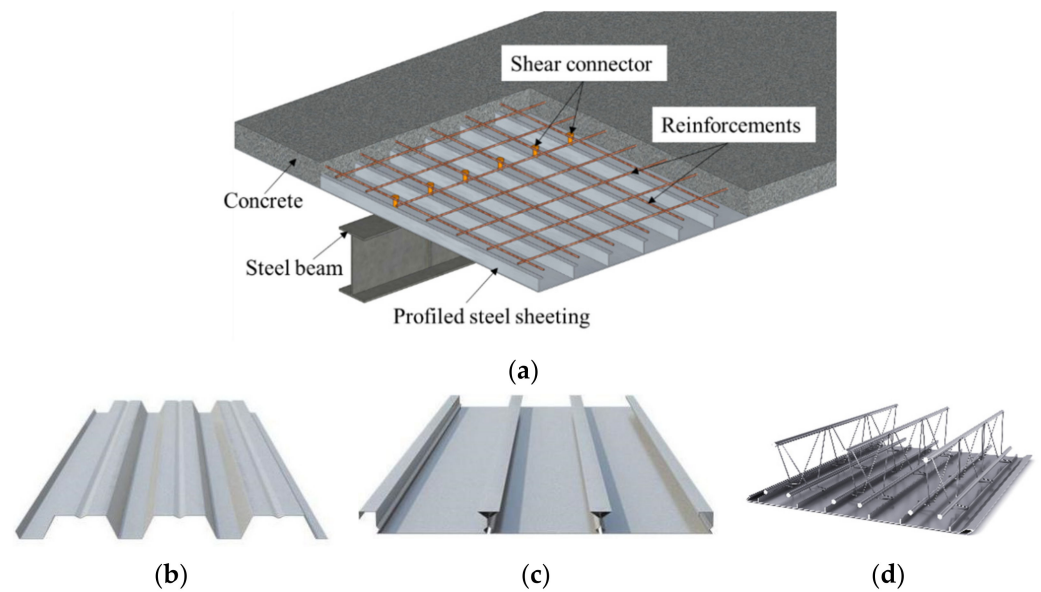 Shear connector
Reinforcements
Concrete
Steel beam
Profiled steel sheeting
(a)
(b)
(c)
(d)